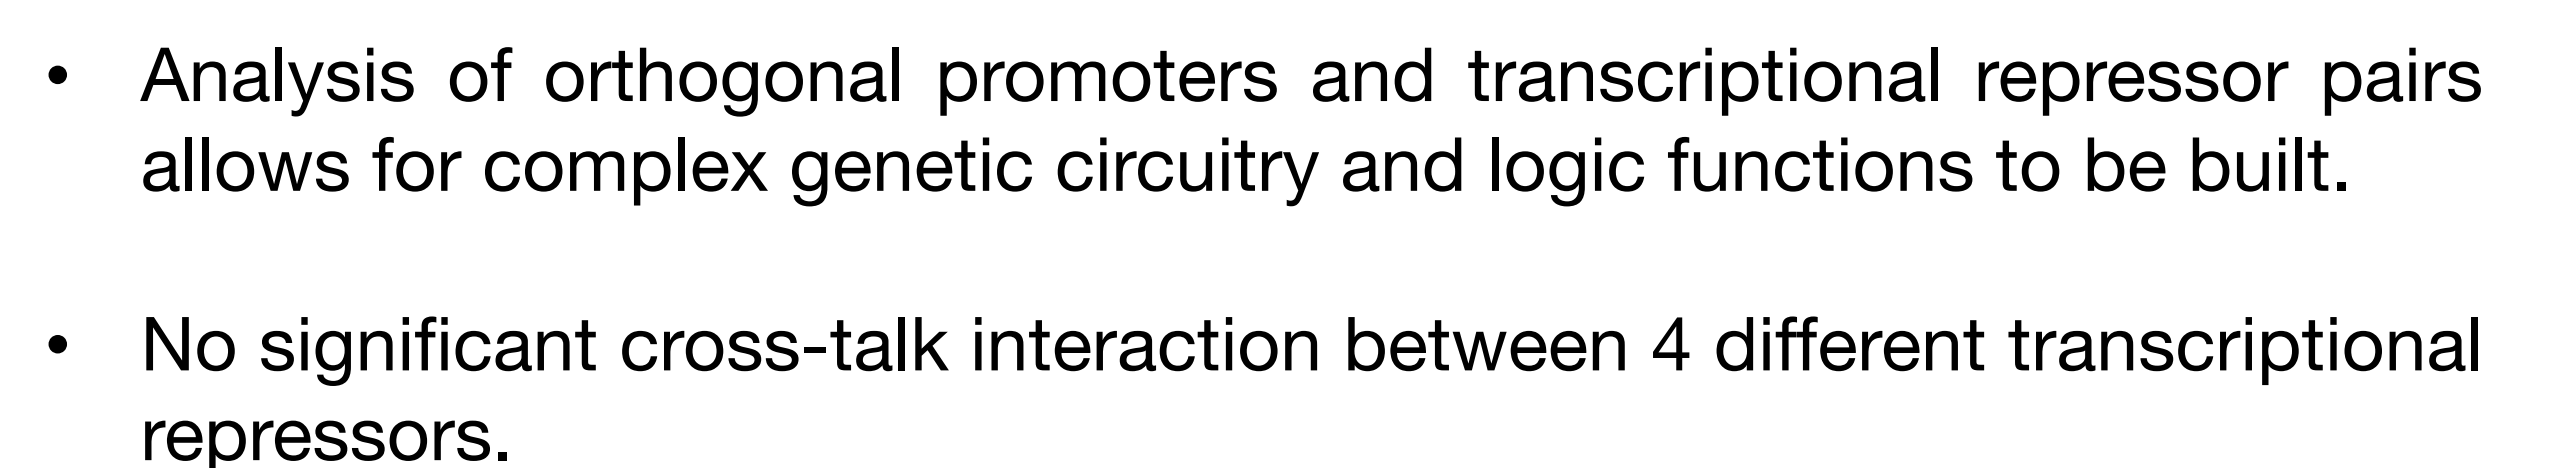 • Analysis of orthogonal promoters and transcriptional repressor pairs
allows for complex genetic circuitry and logic functions to be built.
• No significant cross-talk interaction between 4 different transcriptional
repressors.